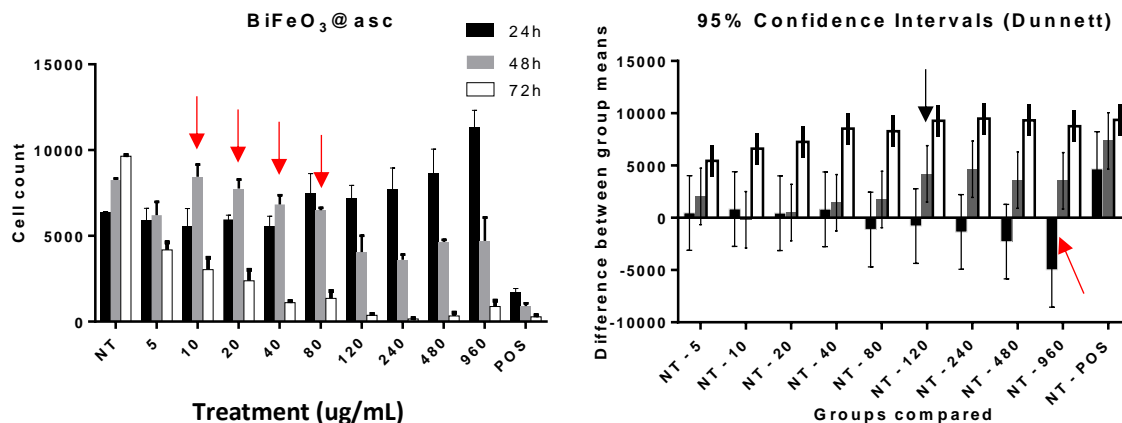 BiFeO3@asc
24h
48h
72h
Cell count
15000
10000
5000
0
NT
5
10
20
40
80
120
240
480
960
POS
Treatment (ug/mL)
95% Confidence Intervals (Dunnett)
Difference between group means
15000
10000
5000
0
-5000
-10000
NT - 5
NT - 10
NT - 20
NT - 40
NT - 80
NT - 120
NT - 240
NT - 480
NT - 960
NT - POS
Groups compared